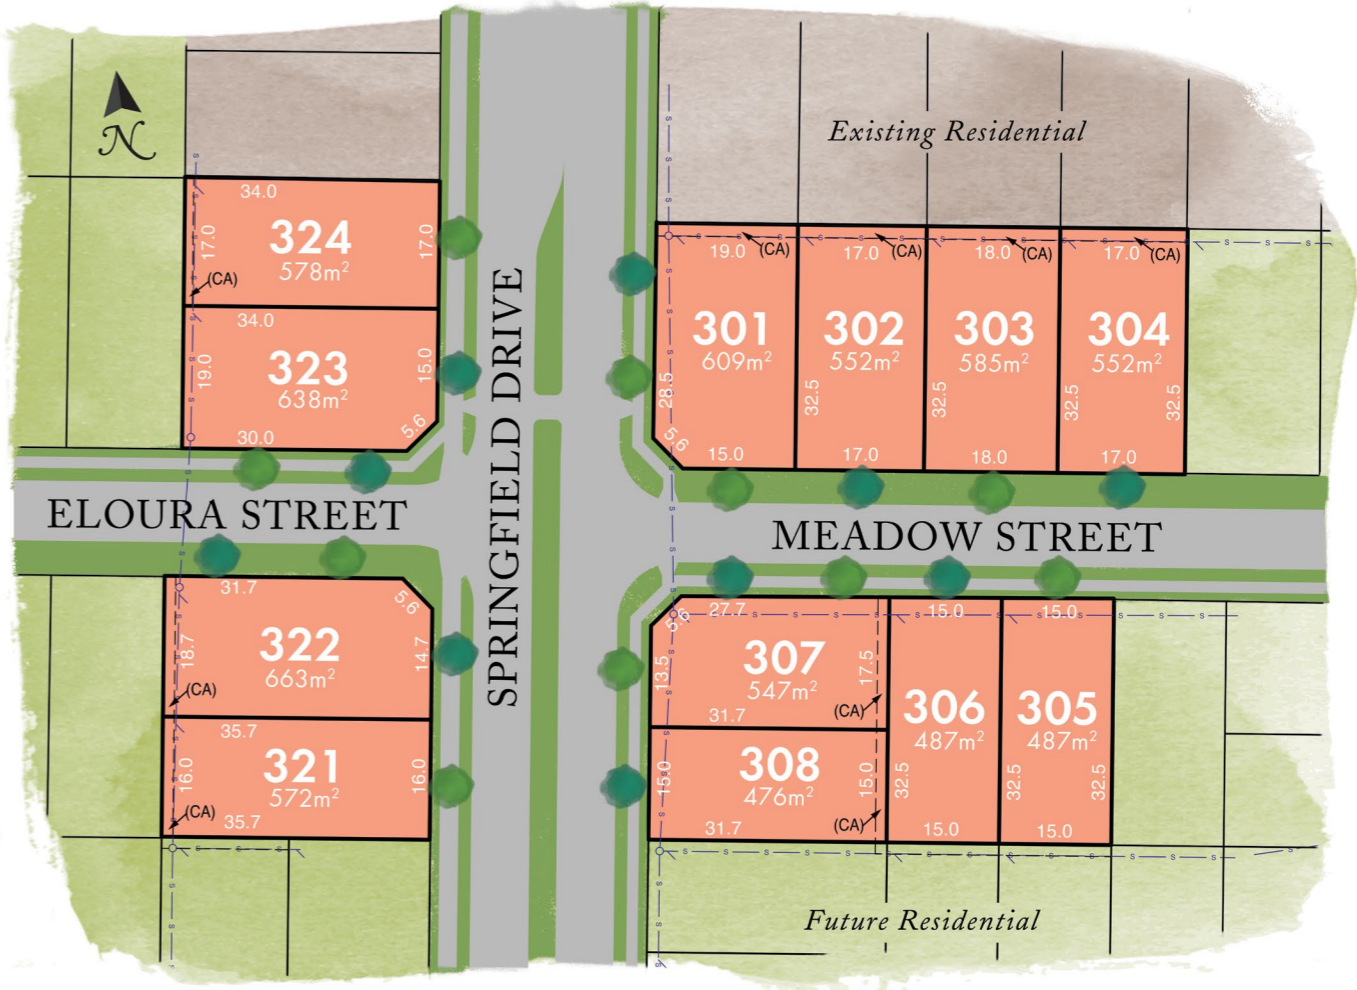 N
Existing Residential
34.0
324
578m²
17.0
17.0
(CA)
34.0
323
638m²
19.0
15.0
5.6
30.0
SPRINGFIELD DRIVE
19.0
(CA)
301
609m²
28.5
5.6
15.0
17.0
(CA)
302
552m²
32.5
17.0
18.0
(CA)
303
585m²
32.5
18.0
17.0
(CA)
304
552m²
32.5
32.5
17.0
ELOURA STREET
MEADOW STREET
31.7
5.6
322
663m²
18.7
14.7
(CA)
35.7
321
572m²
16.0
16.0
(CA)
35.7
5.6
27.7
307
547m²
13.5
17.5
(CA)
31.7
308
476m²
15.0
15.0
(CA)
31.7
15.0
306
487m²
32.5
15.0
15.0
305
487m²
32.5
32.5
15.0
Future Residential